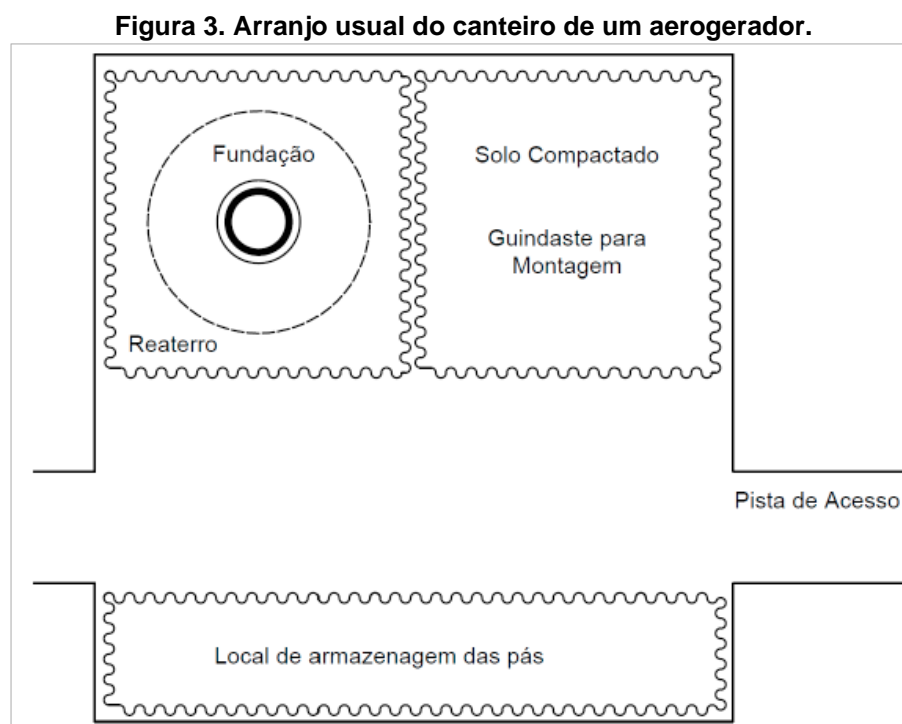 Figura 3. Arranjo usual do canteiro de um aerogerador.
Fundação
Solo Compactado
Guindaste para
Montagem
Reaterro
Pista de Acesso
Local de armazenagem das pás